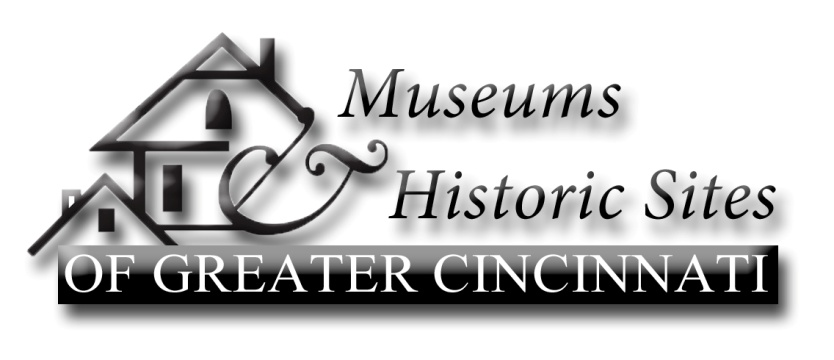 Museums
&
Historic Sites
OF GREATER CINCINNATI